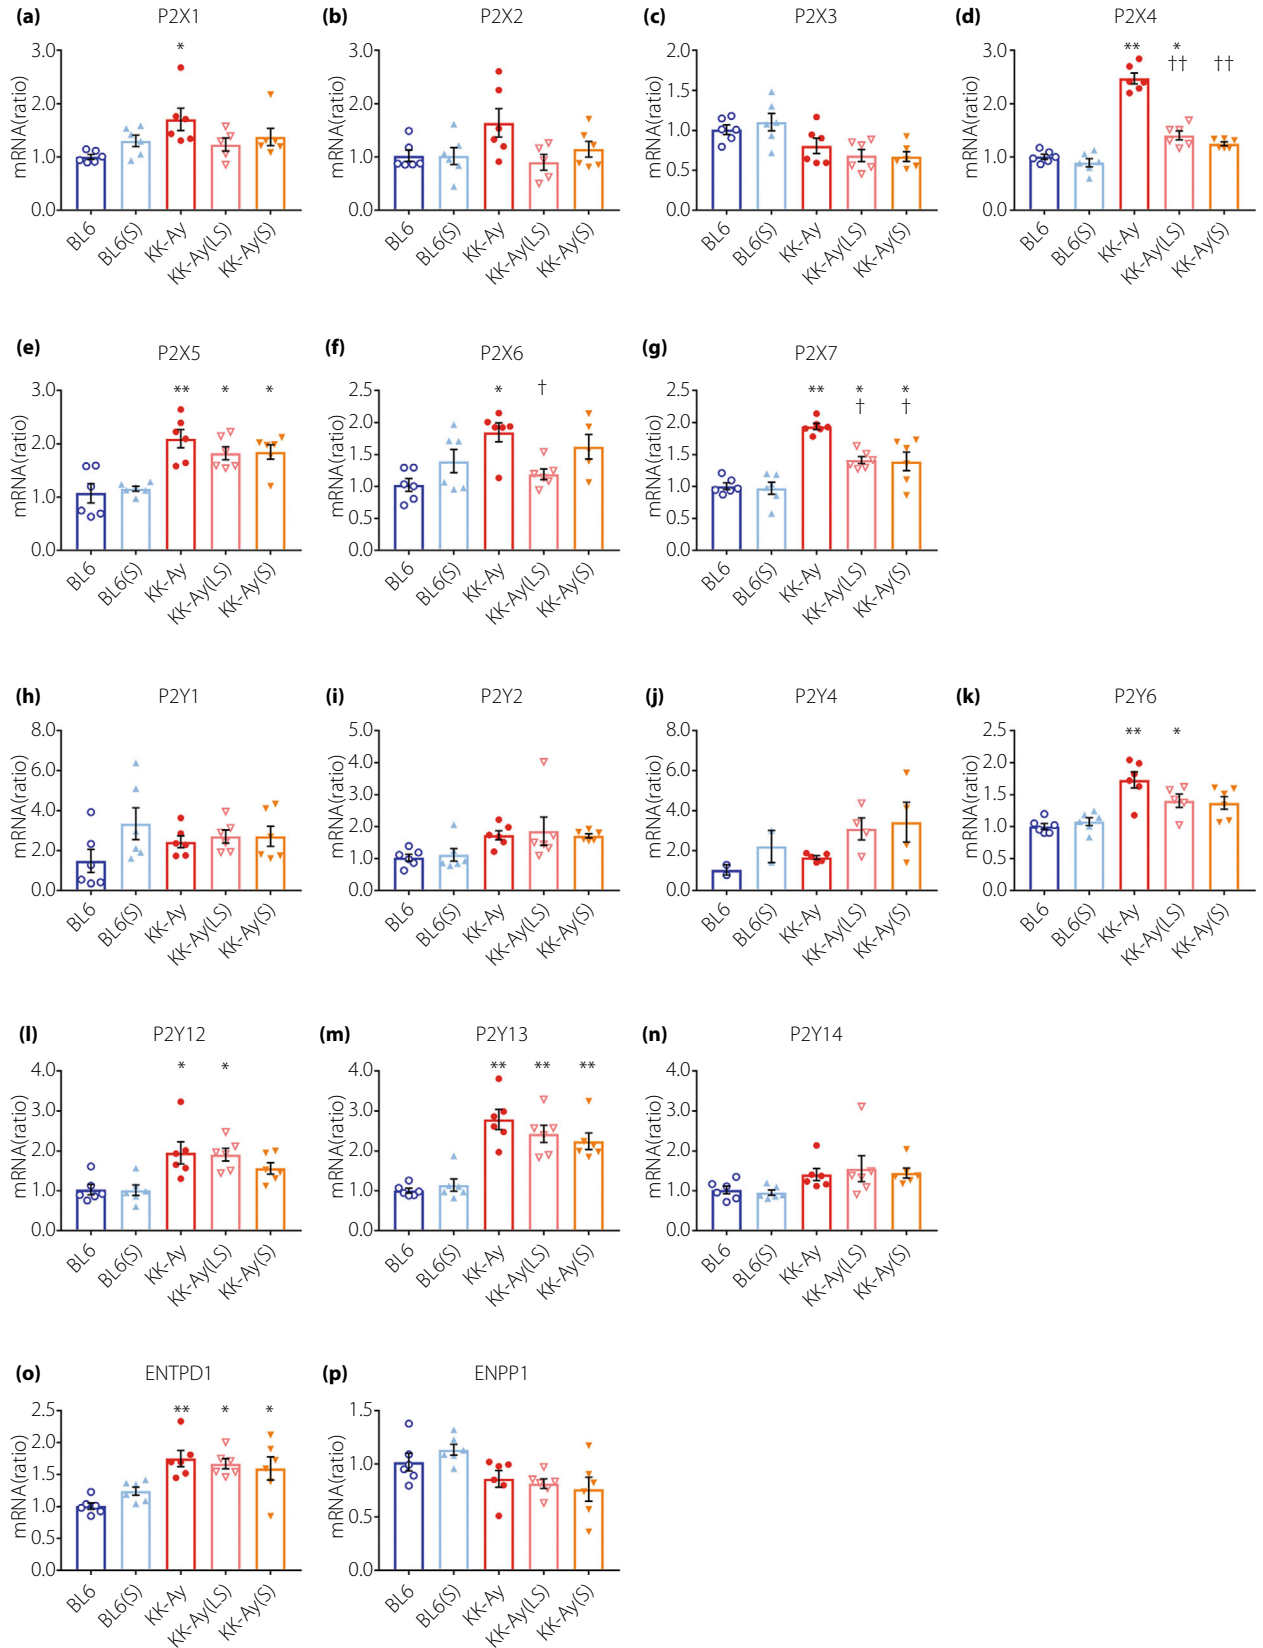 (a) P2X1
*
mRNA(ratio)
3.0
2.0
1.0
0.0
BL6 BL6(S) KK-Ay KK-Ay(LS) KK-Ay(S)
(b) P2X2
mRNA(ratio)
3.0
2.0
1.0
0.0
BL6 BL6(S) KK-Ay KK-Ay(LS) KK-Ay(S)
(c) P2X3
mRNA(ratio)
2.0
1.5
1.0
0.5
0.0
BL6 BL6(S) KK-Ay KK-Ay(LS) KK-Ay(S)
(d) P2X4
** *
†† ††
mRNA(ratio)
3.0
2.0
1.0
0.0
BL6 BL6(S) KK-Ay KK-Ay(LS) KK-Ay(S)
(e) P2X5
** * *
mRNA(ratio)
3.0
2.0
1.0
0.0
BL6 BL6(S) KK-Ay KK-Ay(LS) KK-Ay(S)
(f) P2X6
* †
mRNA(ratio)
2.5
2.0
1.5
1.0
0.5
0.0
BL6 BL6(S) KK-Ay KK-Ay(LS) KK-Ay(S)
(g) P2X7
** * *
† †
mRNA(ratio)
2.5
2.0
1.5
1.0
0.5
0.0
BL6 BL6(S) KK-Ay KK-Ay(LS) KK-Ay(S)
(h) P2Y1
mRNA(ratio)
8.0
6.0
4.0
2.0
0.0
BL6 BL6(S) KK-Ay KK-Ay(LS) KK-Ay(S)
(i) P2Y2
mRNA(ratio)
5.0
4.0
3.0
2.0
1.0
0.0
BL6 BL6(S) KK-Ay KK-Ay(LS) KK-Ay(S)
(j) P2Y4
mRNA(ratio)
8.0
6.0
4.0
2.0
0.0
BL6 BL6(S) KK-Ay KK-Ay(LS) KK-Ay(S)
(k) P2Y6
** *
mRNA(ratio)
2.5
2.0
1.5
1.0
0.5
0.0
BL6 BL6(S) KK-Ay KK-Ay(LS) KK-Ay(S)
(l) P2Y12
* *
mRNA(ratio)
4.0
3.0
2.0
1.0
0.0
BL6 BL6(S) KK-Ay KK-Ay(LS) KK-Ay(S)
(m) P2Y13
** ** **
mRNA(ratio)
4.0
3.0
2.0
1.0
0.0
BL6 BL6(S) KK-Ay KK-Ay(LS) KK-Ay(S)
(n) P2Y14
mRNA(ratio)
4.0
3.0
2.0
1.0
0.0
BL6 BL6(S) KK-Ay KK-Ay(LS) KK-Ay(S)
(o) ENTPD1
** * *
mRNA(ratio)
2.5
2.0
1.5
1.0
0.5
0.0
BL6 BL6(S) KK-Ay KK-Ay(LS) KK-Ay(S)
(p) ENPP1
mRNA(ratio)
1.5
1.0
0.5
0.0
BL6 BL6(S) KK-Ay KK-Ay(LS) KK-Ay(S)